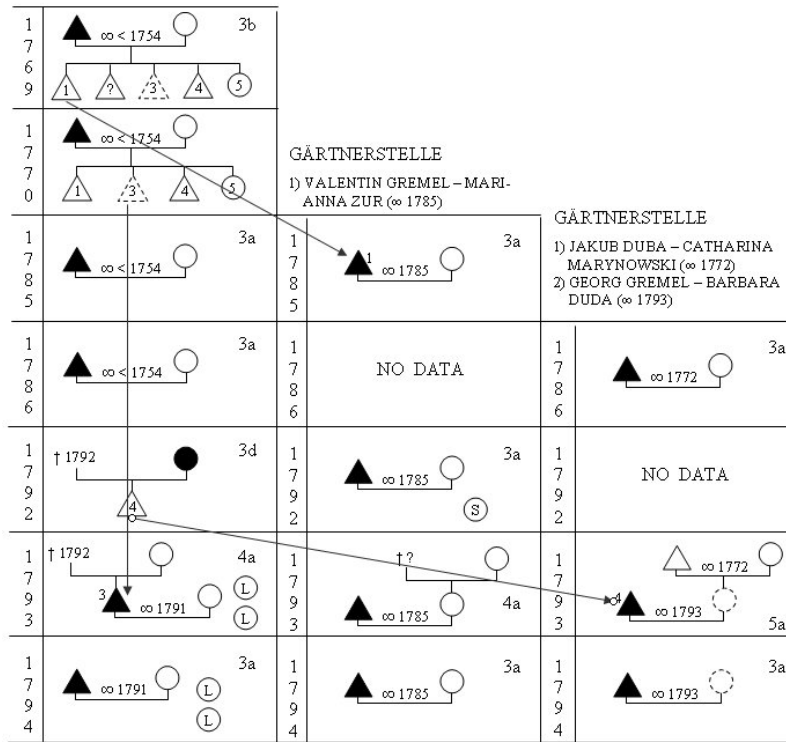 1769
∞ < 1754
3b
1
?
3
4
5
1770
∞ < 1754
1
3
4
5
1785
∞ < 1754
3a
1786
∞ < 1754
3a
1792
† 1792
3d
4
1793
† 1792
4a
3
∞ 1791
L
L
1794
∞ 1791
3a
L
L
GÄRTNERSTELLE
1) VALENTIN GREMEL – MARI-
ANNA ZUR (∞ 1785)
1785
1
∞ 1785
3a
1786
NO DATA
1792
∞ 1785
3a
S
1793
† ?
∞ 1785
4a
1794
∞ 1785
3a
GÄRTNERSTELLE
1) JAKUB DUBA – CATHARINA
MARYNOWSKI (∞ 1772)
2) GEORG GREMEL – BARBARA
DUDA (∞ 1793)
1786
∞ 1772
3a
1792
NO DATA
1793
∞ 1772
4
∞ 1793
5a
1794
∞ 1793
3a